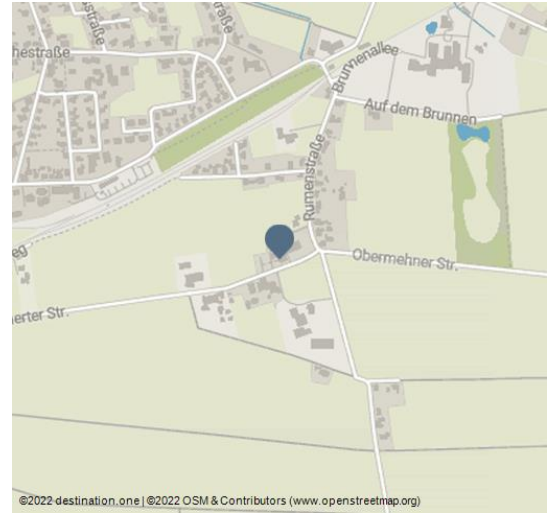 hestraße
straße
Brunnenallee
Auf dem Brunnen
Rumenstraße
Obermehner Str.
eg
erter Str.
©2022 destination.one | ©2022 OSM & Contributors (www.openstreetmap.org)